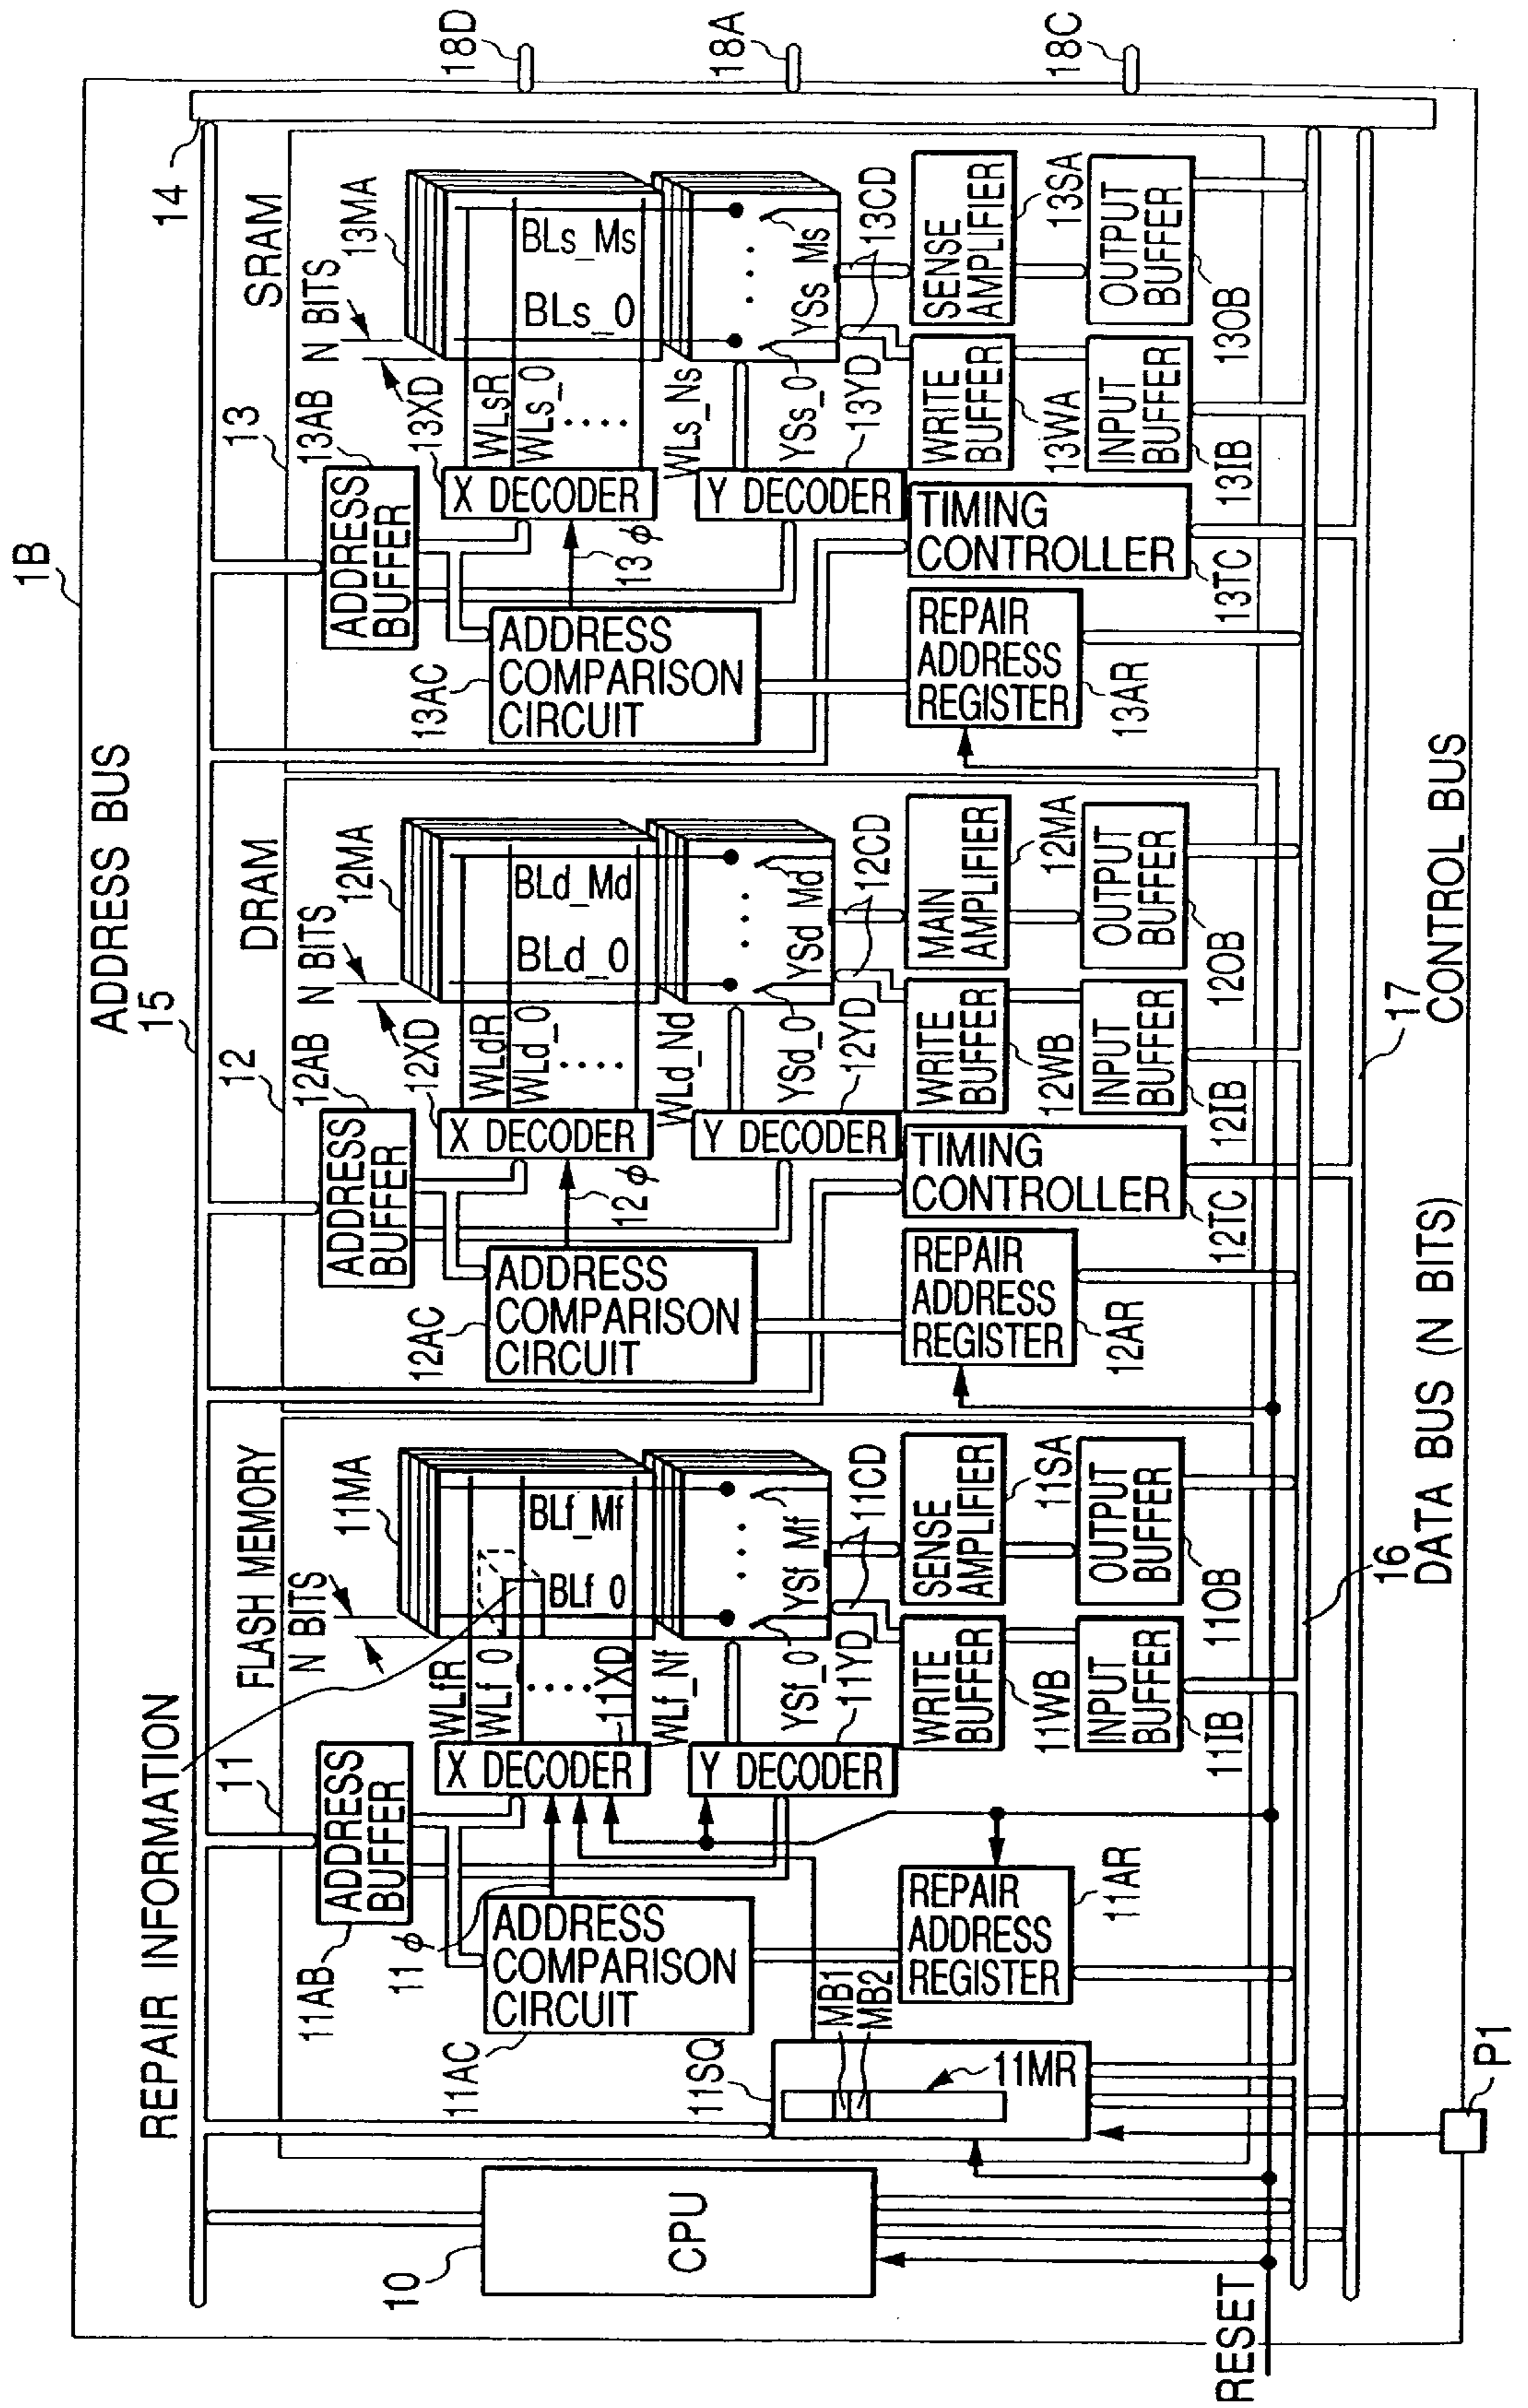 1B
ADDRESS BUS
15
REPAIR INFORMATION
14
18D
18A
18C
10
CPU
RESET
P1
FLASH MEMORY
11
N BITS
11MA
11AB
ADDRESS
BUFFER
WLfR
WLf_0
11XD
WLf_Nf
X DECODER
BLf_Mf
BLf_0
11φ
11AC
ADDRESS
COMPARISON
CIRCUIT
Y DECODER
YSf_0
YSf_Mf
11YD
11CD
11SQ
MB1
MB2
11MR
REPAIR
ADDRESS
REGISTER
11AR
WRITE
BUFFER
11WB
SENSE
AMPLIFIER
11SA
INPUT
BUFFER
11IB
OUTPUT
BUFFER
11OB
DRAM
12
N BITS
12MA
12AB
ADDRESS
BUFFER
12XD
WLdR
WLd_0
WLd_Nd
X DECODER
BLd_Md
BLd_0
12φ
12AC
ADDRESS
COMPARISON
CIRCUIT
Y DECODER
YSd_0
YSd_Md
12YD
12CD
TIMING
CONTROLLER
12TC
REPAIR
ADDRESS
REGISTER
12AR
WRITE
BUFFER
12WB
MAIN
AMPLIFIER
12MA
INPUT
BUFFER
12IB
OUTPUT
BUFFER
12OB
SRAM
13
N BITS
13MA
13AB
ADDRESS
BUFFER
13XD
WLsR
WLs_0
WLs_Ns
X DECODER
BLs_Ms
BLs_0
13φ
13AC
ADDRESS
COMPARISON
CIRCUIT
Y DECODER
YSs_0
YSs_Ms
13YD
13CD
TIMING
CONTROLLER
13TC
REPAIR
ADDRESS
REGISTER
13AR
WRITE
BUFFER
13WA
SENSE
AMPLIFIER
13SA
INPUT
BUFFER
13IB
OUTPUT
BUFFER
13OB
16
DATA BUS (N BITS)
17
CONTROL BUS